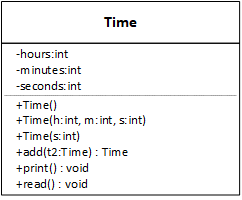 Time
-hours:int
-minutes:int
-seconds:int
+Time()
+Time(h:int, m:int, s:int)
+Time(s:int)
+add(t2:Time) : Time
+print() : void
+read() : void